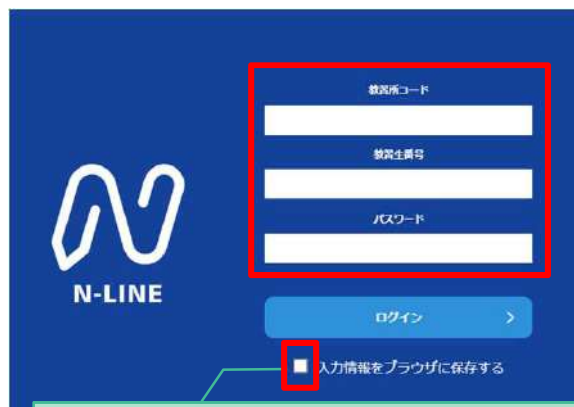 教習所コード
教習生番号
パスワード
N-LINE
ログイン
入力情報をブラウザに保存する